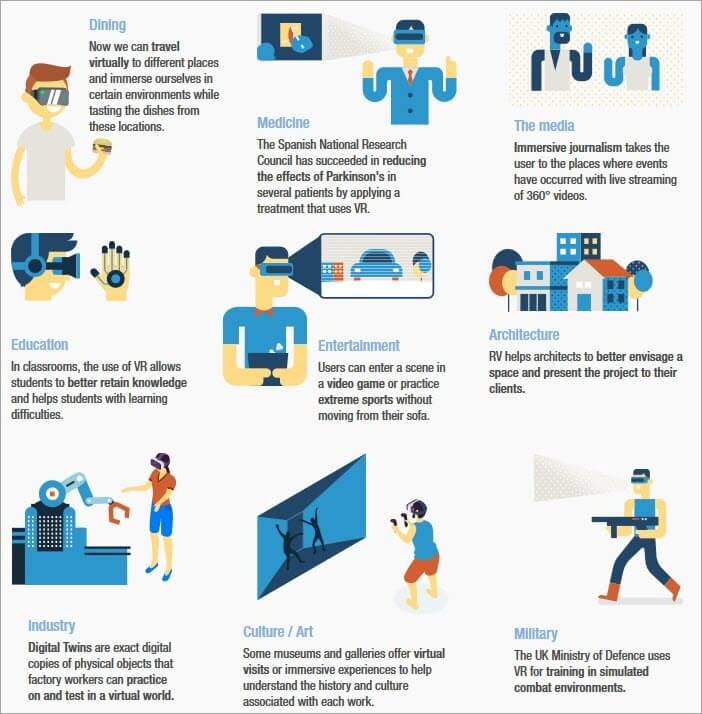 Dining
Now we can travel
virtually to different places
and immerse ourselves in
certain environments while
tasting the dishes from
these locations.
Medicine
The Spanish National Research
Council has succeeded in reducing
the effects of Parkinson's in
several patients by applying a
treatment that uses VR.
The media
Immersive journalism takes the
user to the places where events
have occurred with live streaming
of 360° videos.
Education
In classrooms, the use of VR allows
students to better retain knowledge
and helps students with learning
difficulties.
Entertainment
Users can enter a scene in
a video game or practice
extreme sports without
moving from their sofa.
Architecture
RV helps architects to better envisage a
space and present the project to their
clients.
Industry
Digital Twins are exact digital
copies of physical objects that
factory workers can practice
on and test in a virtual world.
Culture / Art
Some museums and galleries offer virtual
visits or immersive experiences to help
understand the history and culture
associated with each work.
Military
The UK Ministry of Defence uses
VR for training in simulated
combat environments.